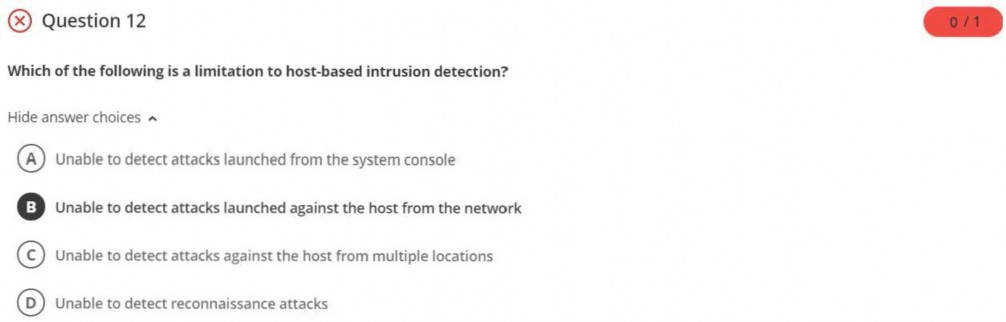 Question 12
0 / 1
Which of the following is a limitation to host-based intrusion detection?
Hide answer choices
A Unable to detect attacks launched from the system console
B Unable to detect attacks launched against the host from the network
C Unable to detect attacks against the host from multiple locations
D Unable to detect reconnaissance attacks